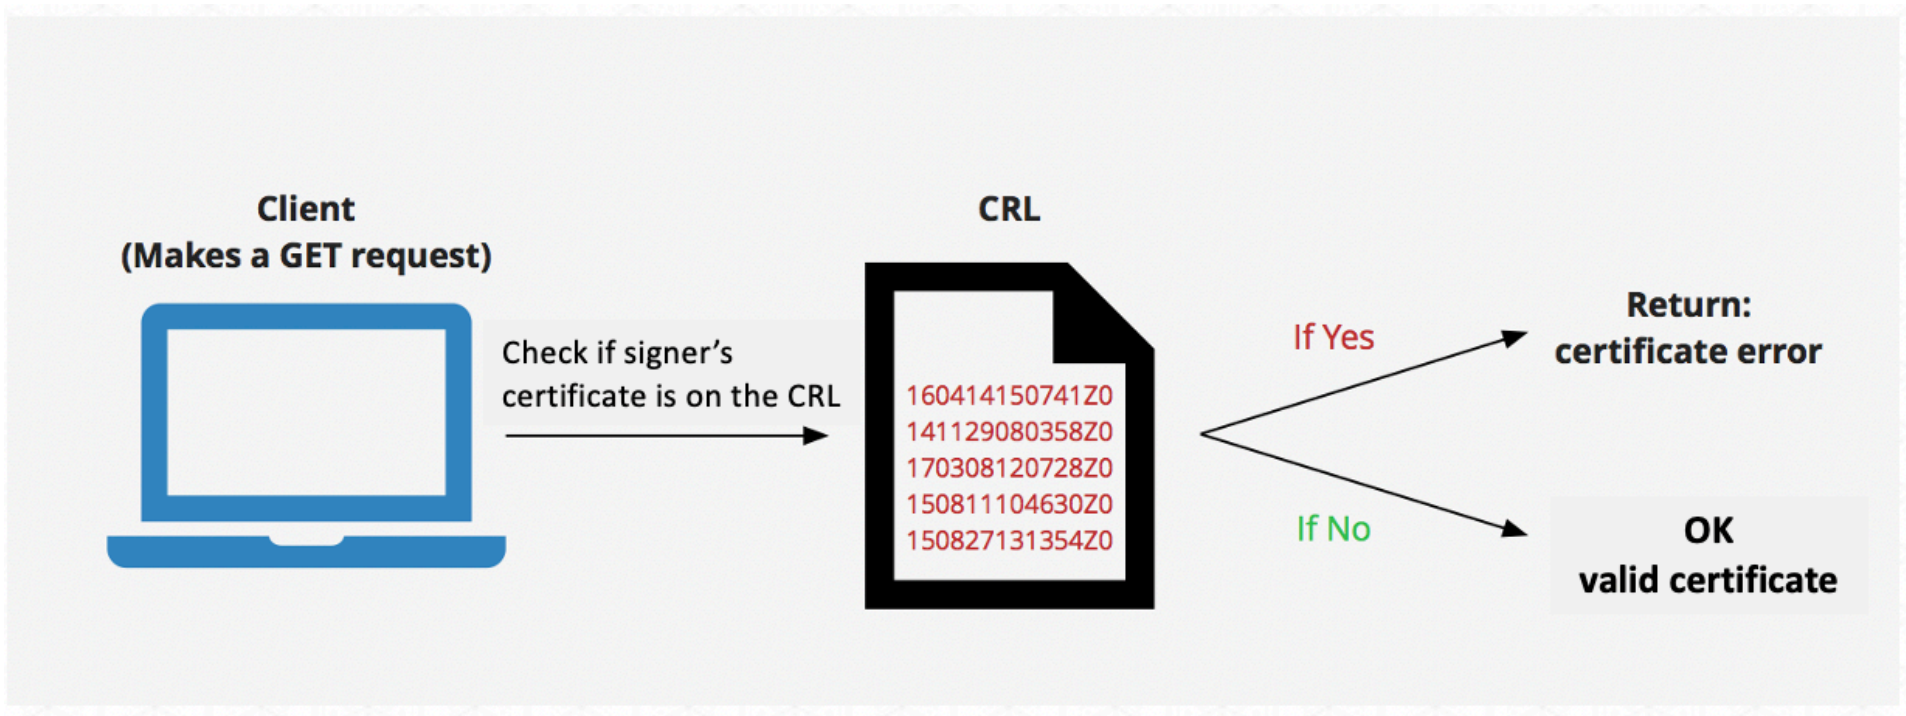 Client
(Makes a GET request)
Check if signer’s
certificate is on the CRL
CRL
160414150741Z0
141129080358Z0
170308120728Z0
150811104630Z0
150827131354Z0
If Yes
Return:
certificate error
If No
OK
valid certificate